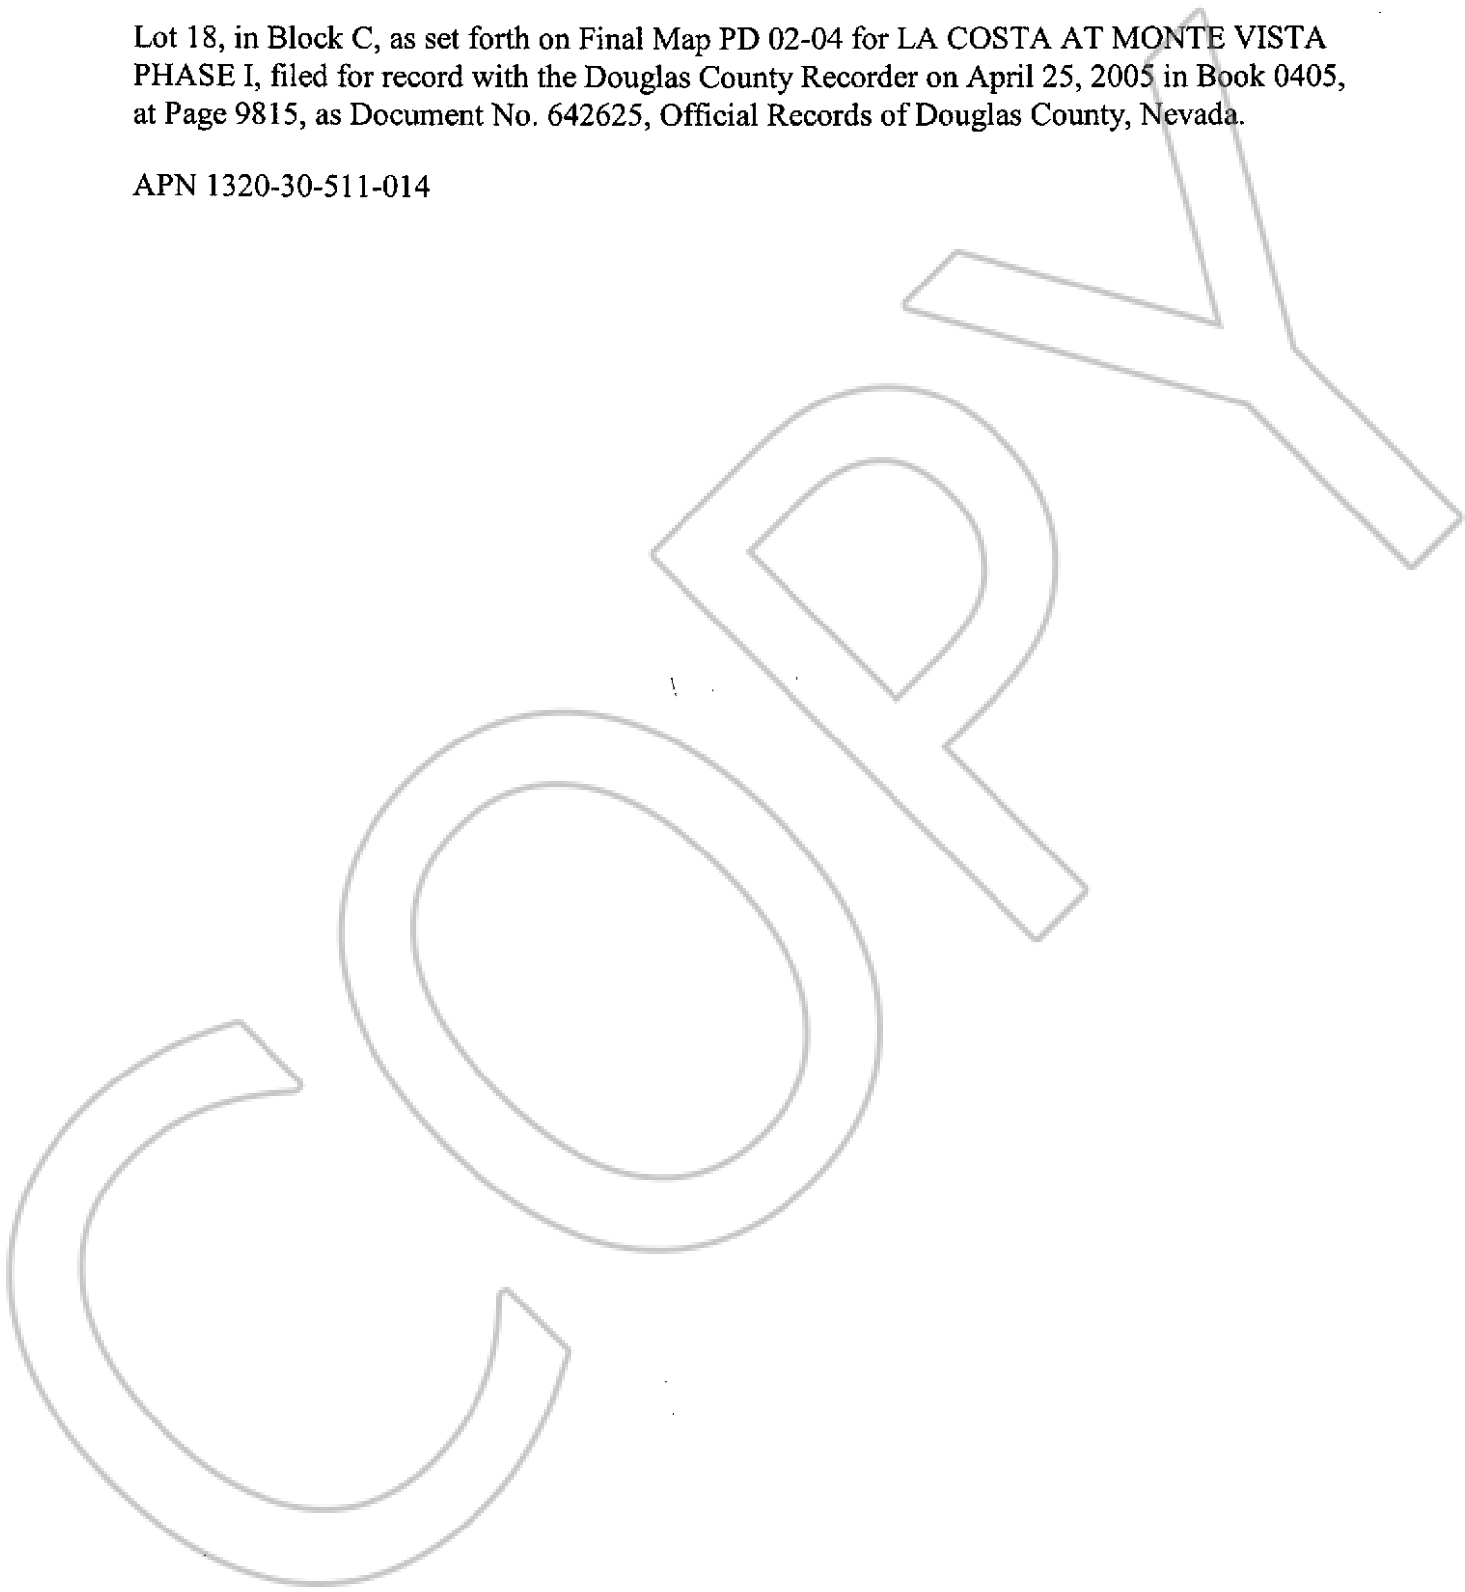 Lot 18, in Block C, as set forth on Final Map PD 02-04 for LA COSTA AT MONTE VISTA
PHASE I, filed for record with the Douglas County Recorder on April 25, 2005 in Book 0405,
at Page 9815, as Document No. 642625, Official Records of Douglas County, Nevada.
APN 1320-30-511-014
COPY